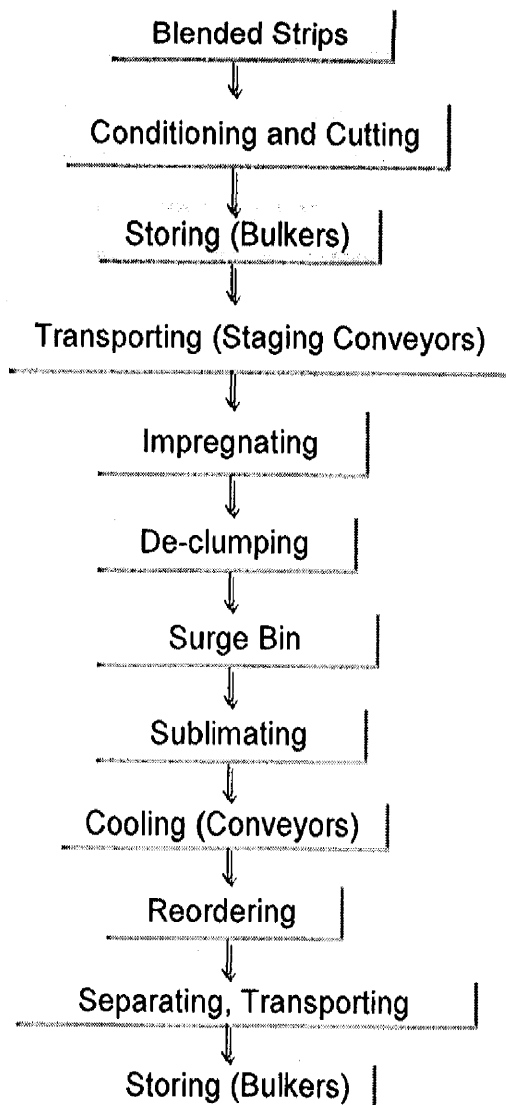 Blended Strips
Conditioning and Cutting
Storing (Bulkers)
Transporting (Staging Conveyors)
Impregnating
De-clumping
Surge Bin
Sublimating
Cooling (Conveyors)
Reordering
Separating, Transporting
Storing (Bulkers)